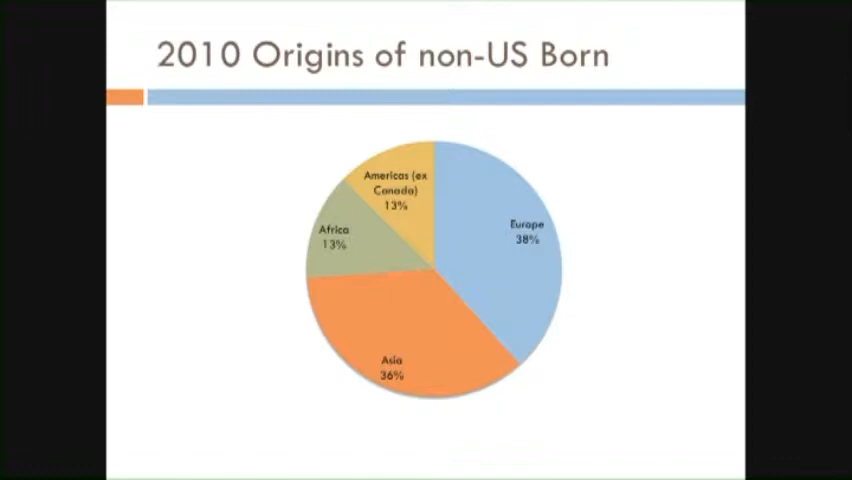 2010 Origins of non-US Born
Americas (ex
Canada)
13%
Europe
38%
Africa
13%
Asia
36%